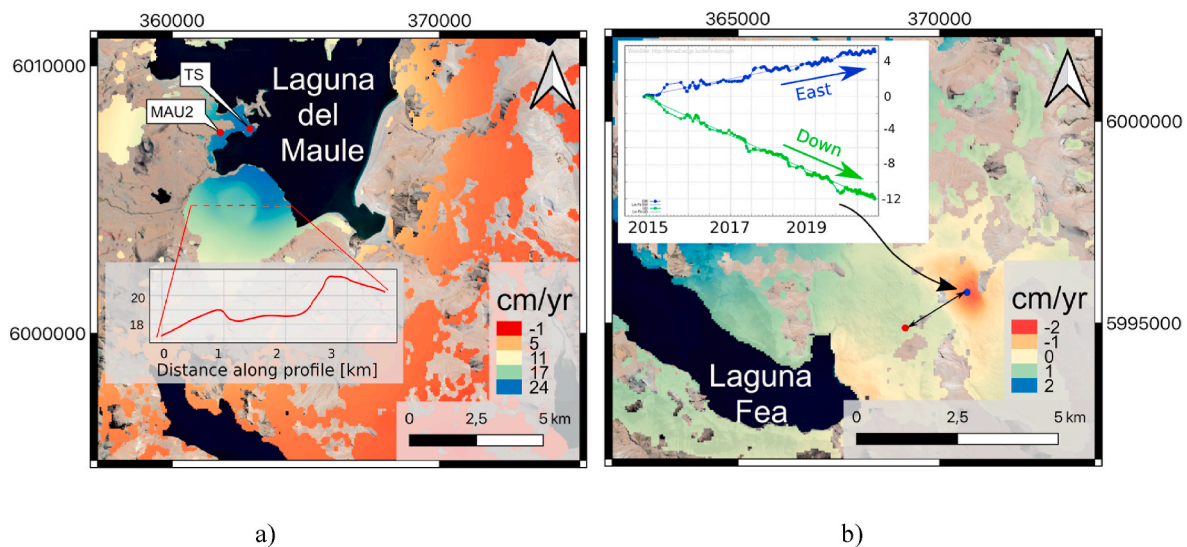 360000
370000
6010000
6000000
TS
MAU2
Laguna
del
Maule
20
18
0
1
2
3
Distance along profile [km]
cm/yr
-1
5
11
17
24
0
2,5
5 km
a)
365000
370000
6000000
5995000
East
Down
4
0
-4
-8
-12
2015
2017
2019
Laguna
Fea
cm/yr
-2
-1
0
1
2
0
2,5
5 km
b)